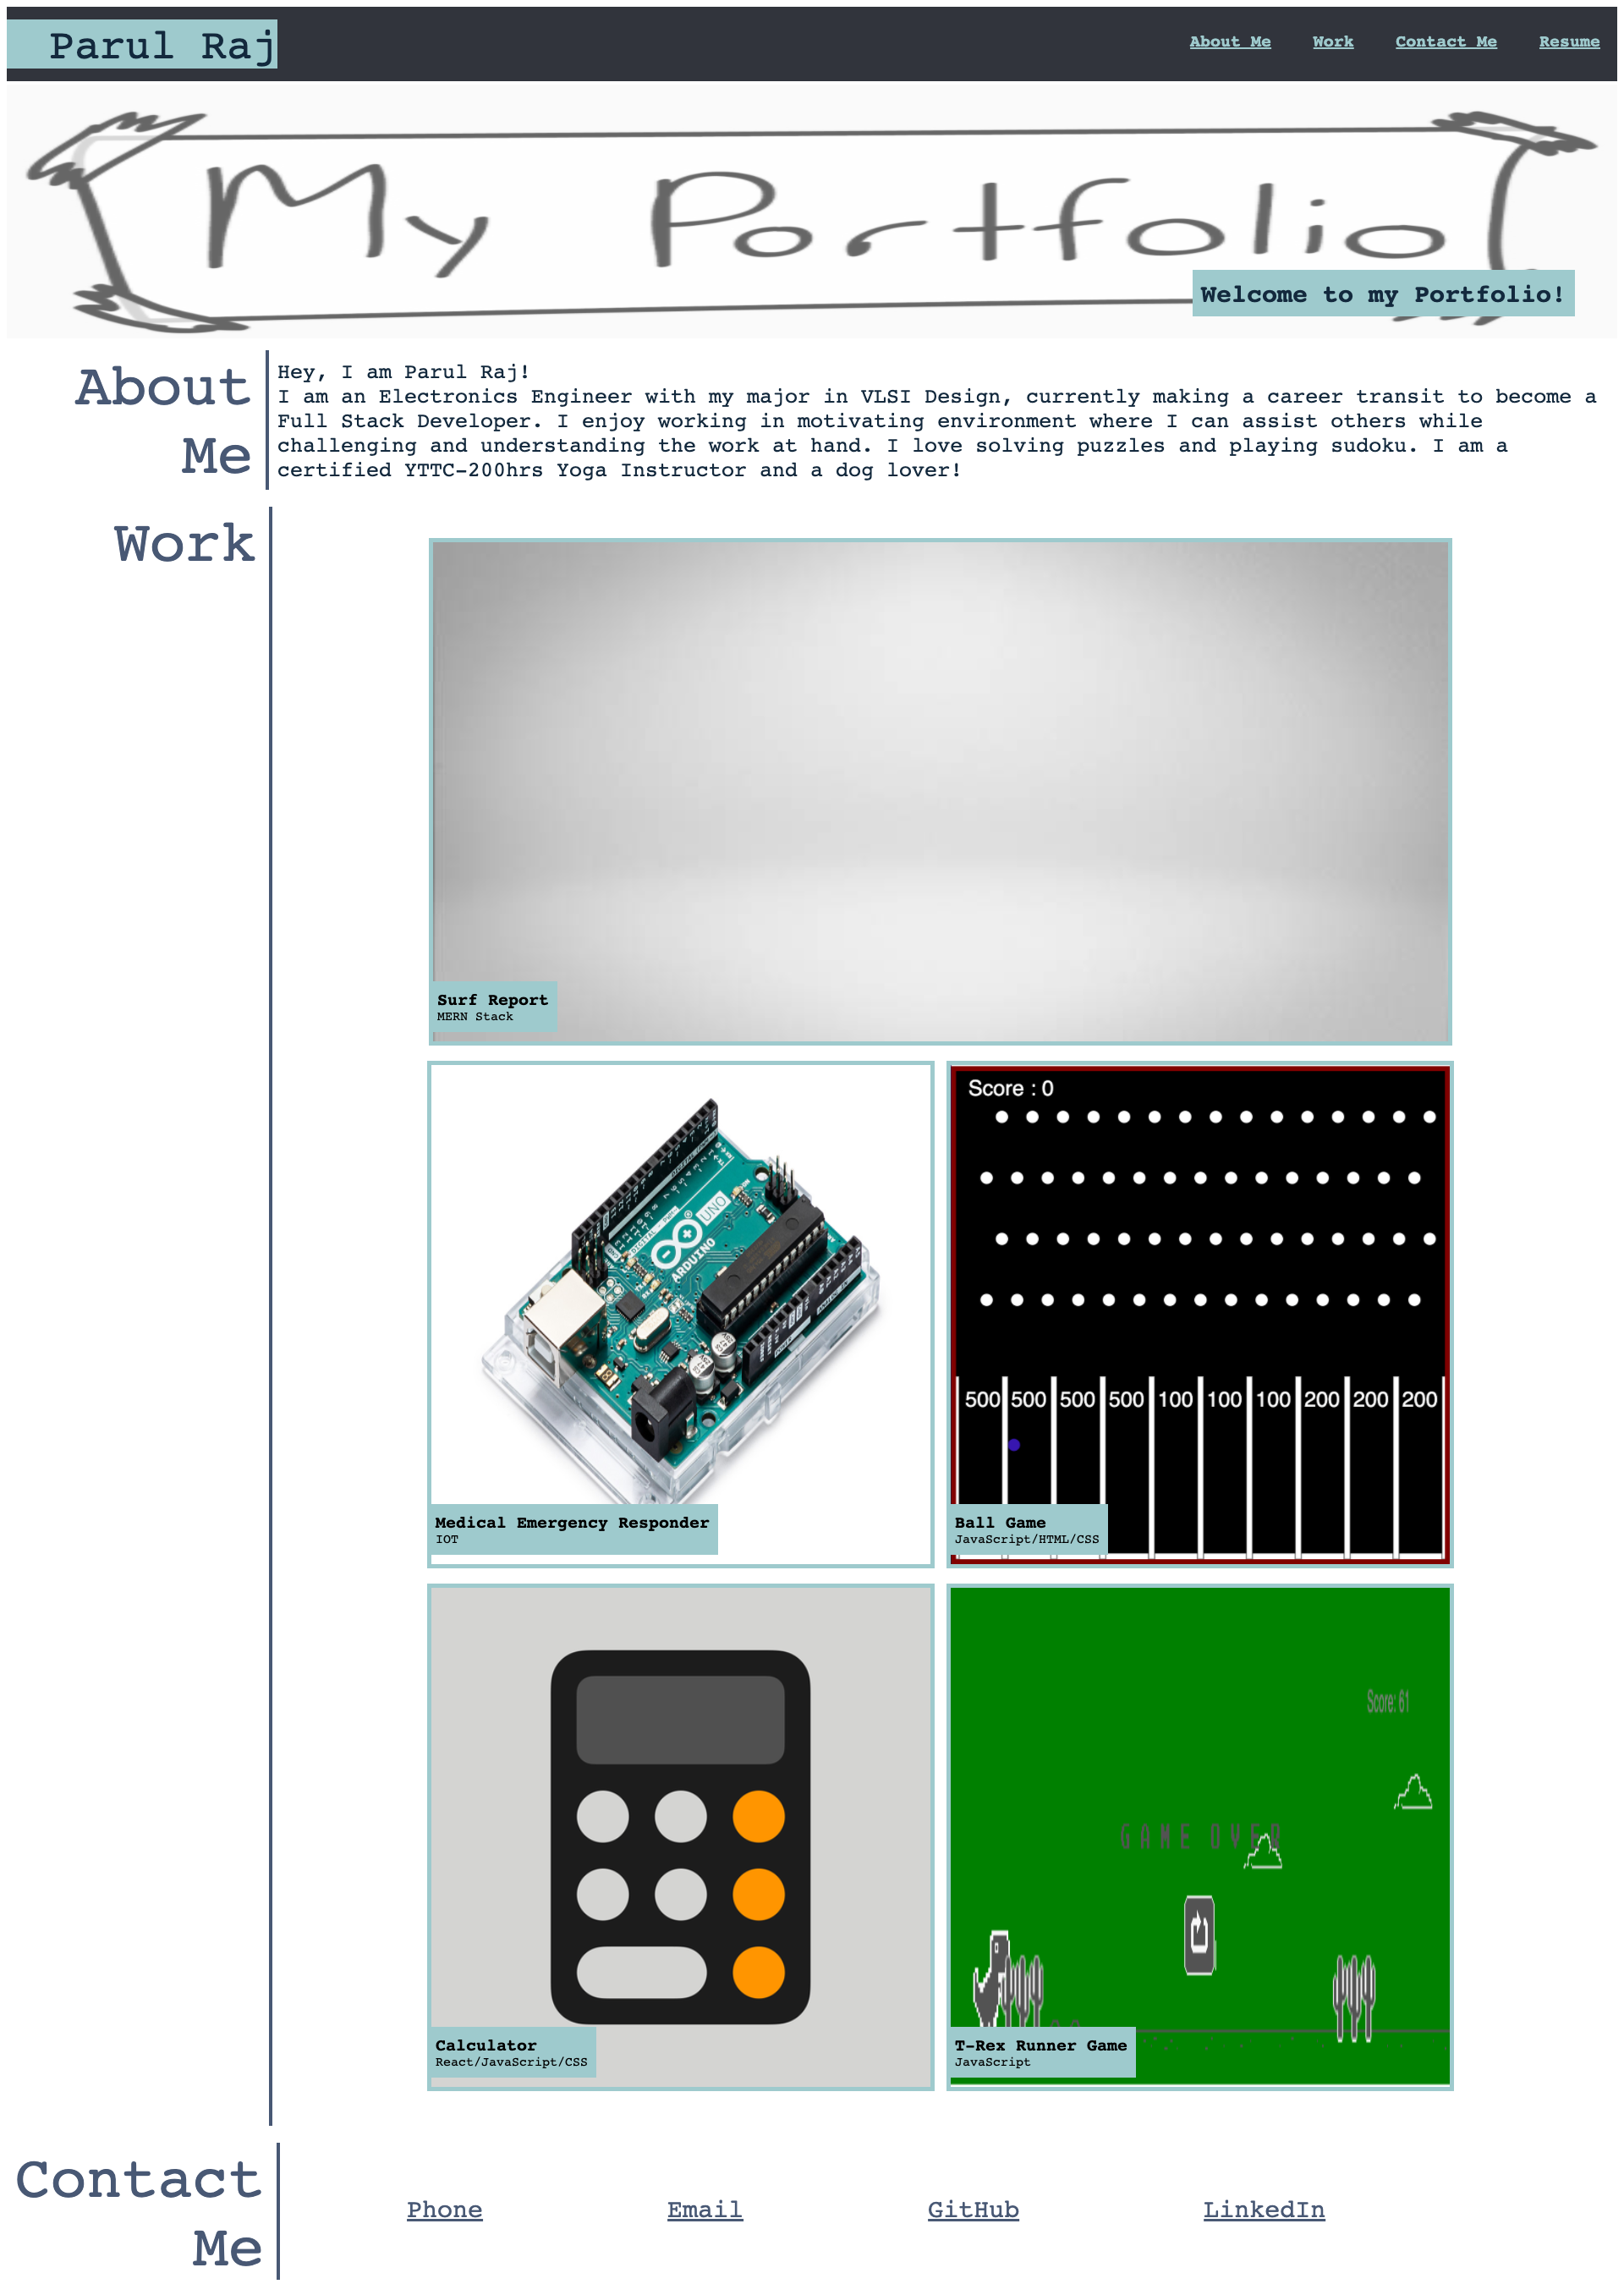 Parul Raj
About Me Work Contact Me Resume
My Portfolio
Welcome to my Portfolio!
About
Me
Hey, I am Parul Raj!
I am an Electronics Engineer with my major in VLSI Design, currently making a career transit to become a
Full Stack Developer. I enjoy working in motivating environment where I can assist others while
challenging and understanding the work at hand. I love solving puzzles and playing sudoku. I am a
certified YTTC-200hrs Yoga Instructor and a dog lover!
Work
Surf Report
MERN Stack
ARDUINO
UNO
Medical Emergency Responder
IOT
Score : 0
500 500 500 500 100 100 100 200 200 200
Ball Game
JavaScript/HTML/CSS
Calculator
React/JavaScript/CSS
Score: 61
GAME OVER
T-Rex Runner Game
JavaScript
Contact
Me
Phone Email GitHub LinkedIn